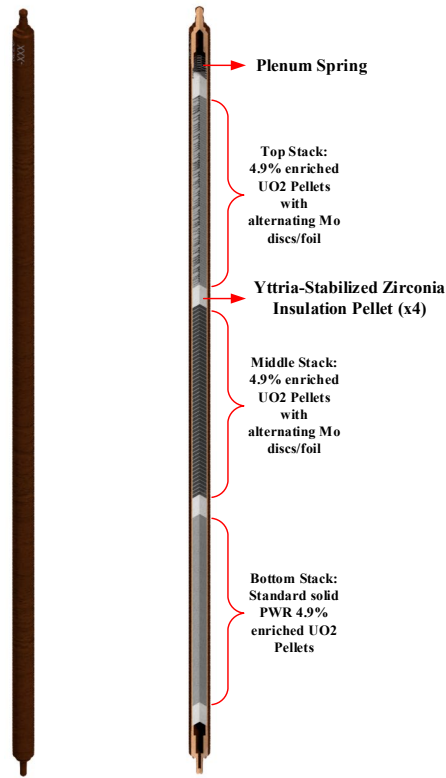 XXX-
Plenum Spring
Top Stack:
4.9% enriched
UO2 Pellets
with
alternating Mo
discs/foil
Yttria-Stabilized Zirconia
Insulation Pellet (x4)
Middle Stack:
4.9% enriched
UO2 Pellets
with
alternating Mo
discs/foil
Bottom Stack:
Standard solid
PWR 4.9%
enriched UO2
Pellets